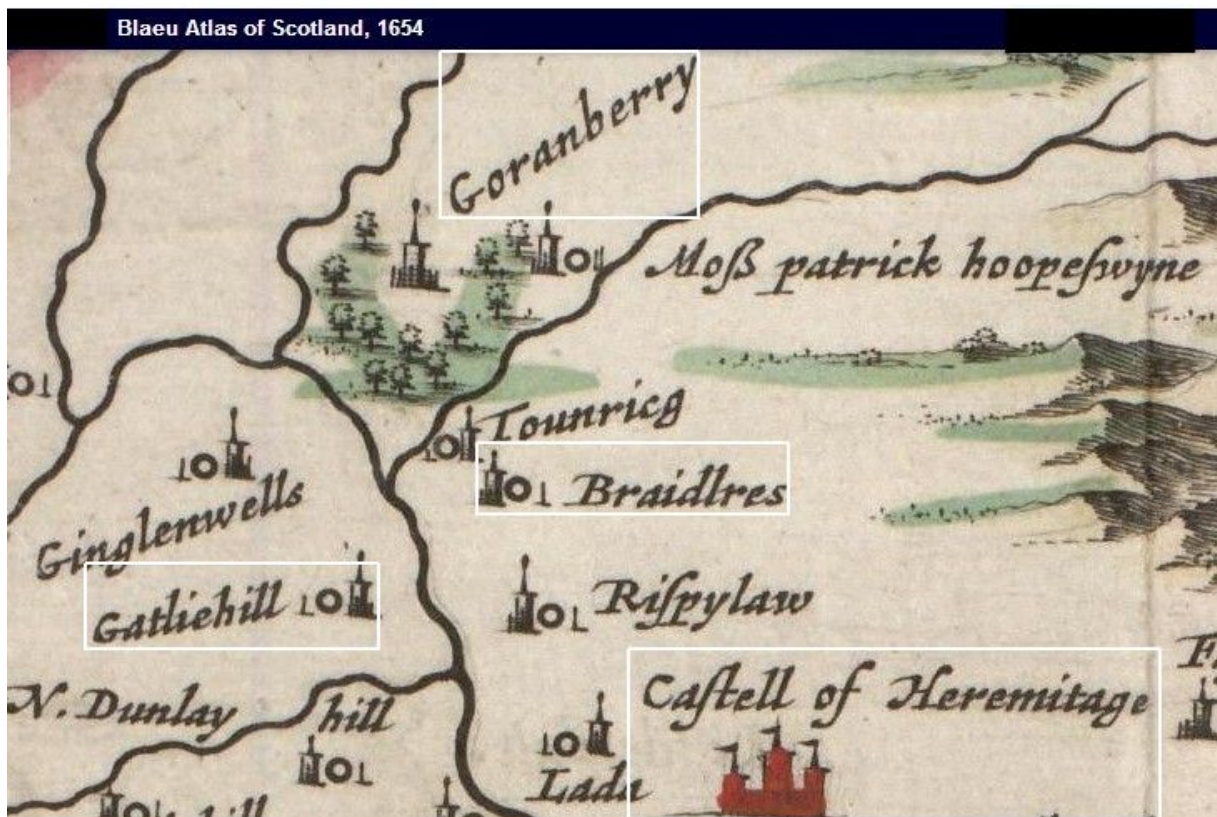 Blaeu Atlas of Scotland, 1654
Goranberry
Moß patrick hoopeſwyne
Tounricg
Braidlres
Ginglenwells
Gatliehill
Riſpylaw
Caſtell of Heremitage
N. Dunlay hill
Lada
hill